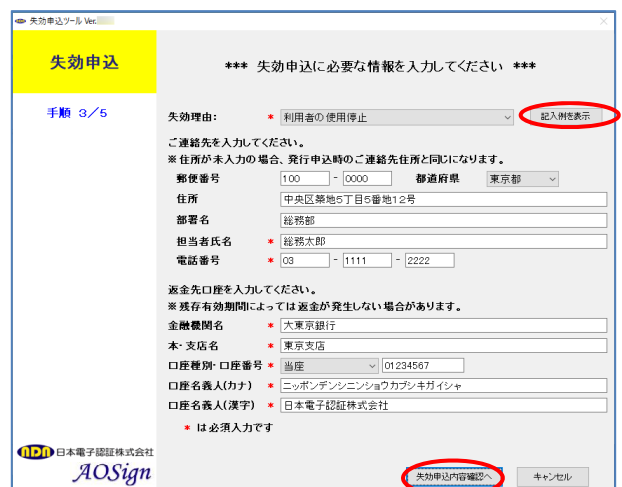 失効申込ツール Ver.
失効申込
*** 失効申込に必要な情報を入力してください ***
手順 3/5
失効理由: * 利用者の使用停止 記入例を表示
ご連絡先を入力してください。
※住所が未入力の場合、発行申込時のご連絡先住所と同じになります。
郵便番号 100 - 0000 都道府県 東京都
住所 中央区築地5丁目5番地12号
部署名 総務部
担当者氏名 * 総務太郎
電話番号 * 03 - 1111 - 2222
返金先口座を入力してください。
※残存有効期間によっては返金が発生しない場合があります。
金融機関名 * 大東京銀行
本・支店名 * 東京支店
口座種別・口座番号 * 当座 01234567
口座名義人(カナ) * ニッポンデンシニンショウカブシキガイシャ
口座名義人(漢字) * 日本電子認証株式会社
* は必須入力です
NDN 日本電子認証株式会社
AOSign
失効申込内容確認へ キャンセル